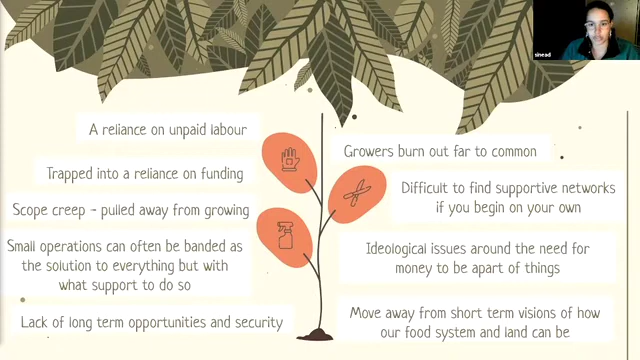 sinead
A reliance on unpaid labour
Trapped into a reliance on funding
Scope creep - pulled away from growing
Small operations can often be banded as
the solution to everything but with
what support to do so
Lack of long term opportunities and security
Growers burn out far to common
Difficult to find supportive networks
if you begin on your own
Ideological issues around the need for
money to be apart of things
Move away from short term visions of how
our food system and land can be